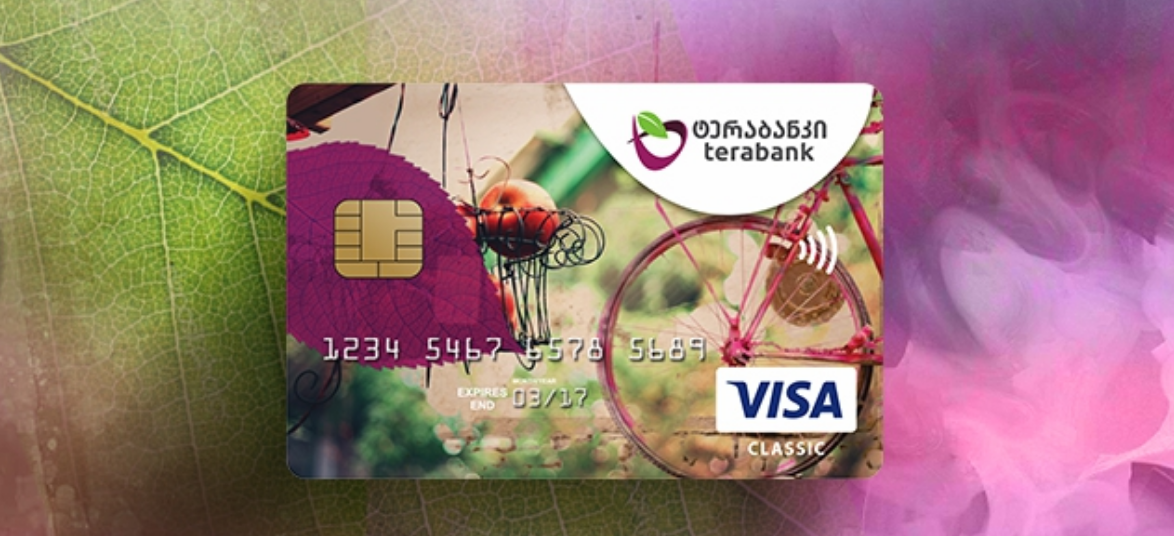 ტერაბანკი
terabank
1234 5467 6578 5689
MONTH/YEAR
EXPIRES END 03/17
VISA
CLASSIC